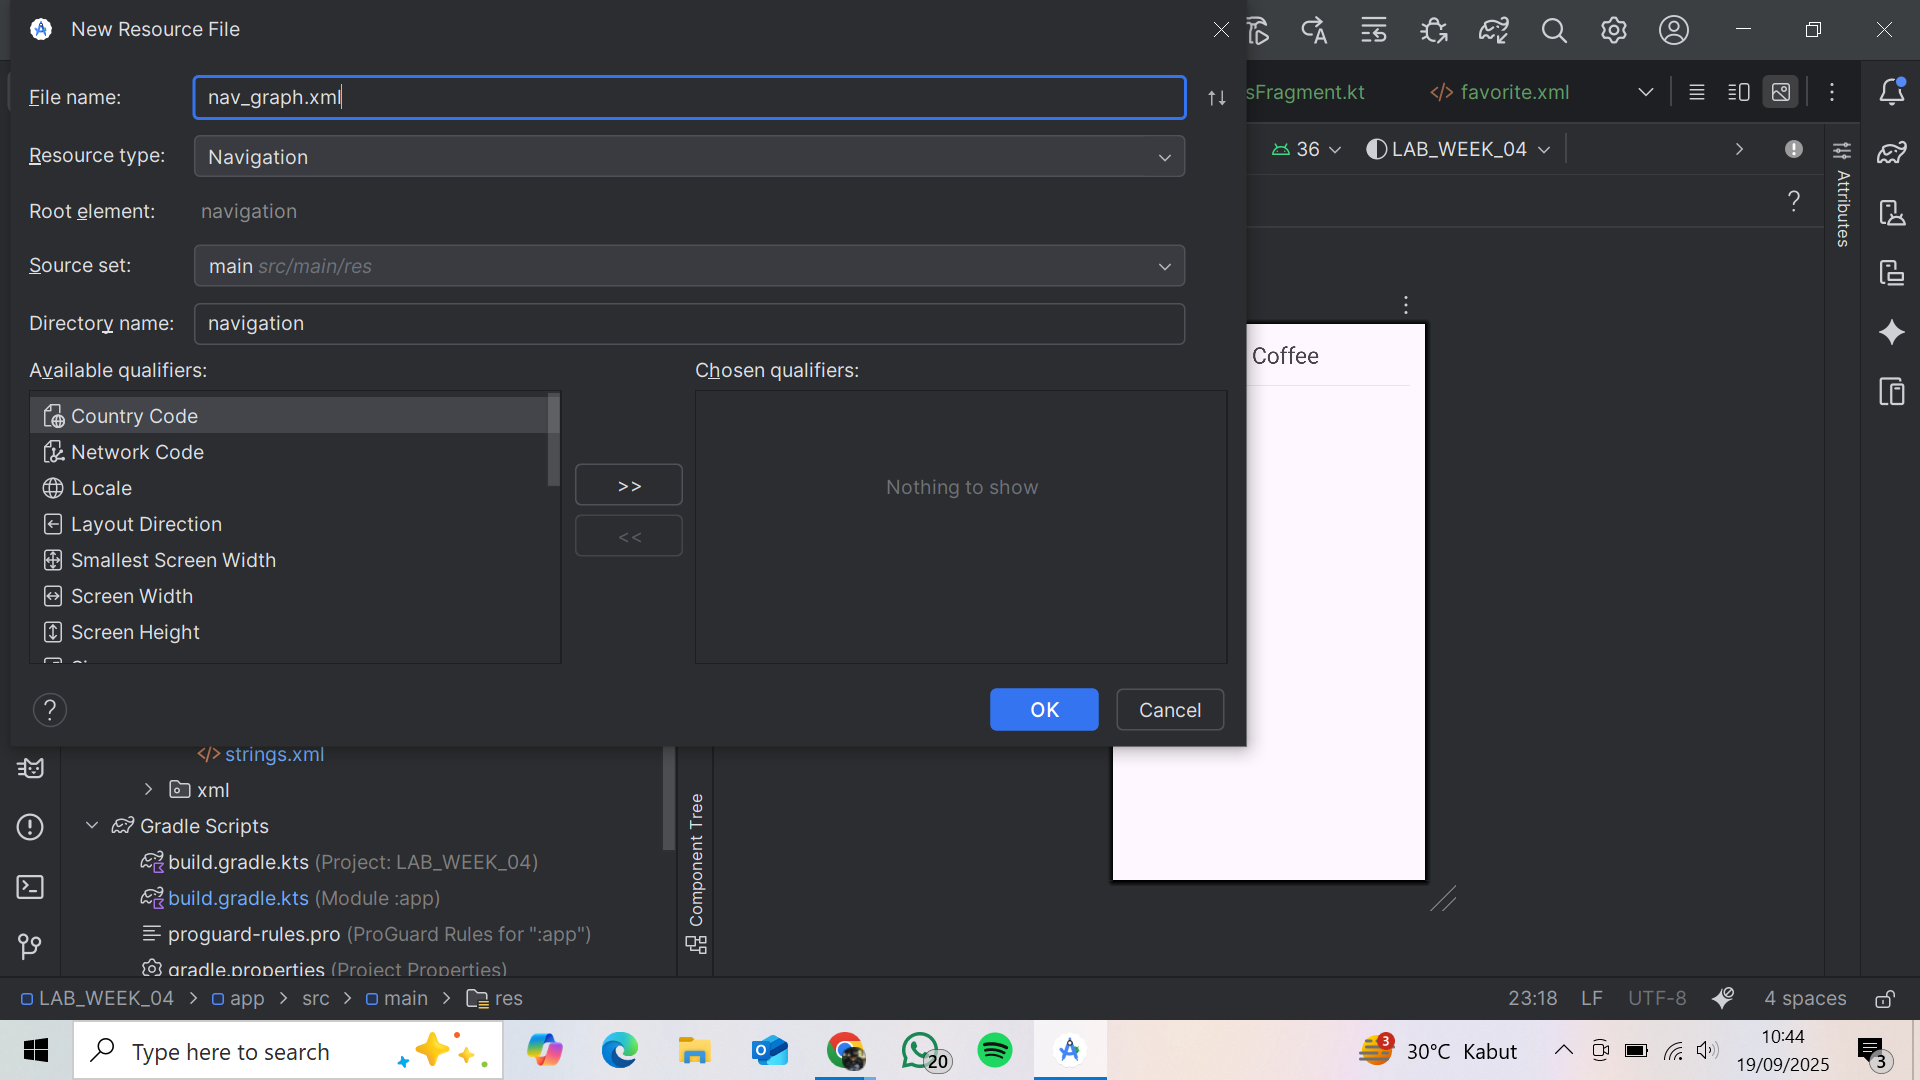 New Resource File
File name:
nav_graph.xml
Resource type:
Navigation
Root element:
navigation
Source set:
main src/main/res
Directory name:
navigation
Available qualifiers:
Chosen qualifiers:
Country Code
Network Code
Locale
Layout Direction
Smallest Screen Width
Screen Width
Screen Height
>>
<<
Nothing to show
?
OK
Cancel
sFragment.kt
</> favorite.xml
36
LAB_WEEK_04
Attributes
?
Coffee
</> strings.xml
xml
Gradle Scripts
build.gradle.kts (Project: LAB_WEEK_04)
build.gradle.kts (Module :app)
proguard-rules.pro (ProGuard Rules for ":app")
gradle.properties (Project Properties)
Component Tree
LAB_WEEK_04 > app > src > main > res
23:18 LF UTF-8 4 spaces
Type here to search
20
3
30°C Kabut
10:44
19/09/2025
3